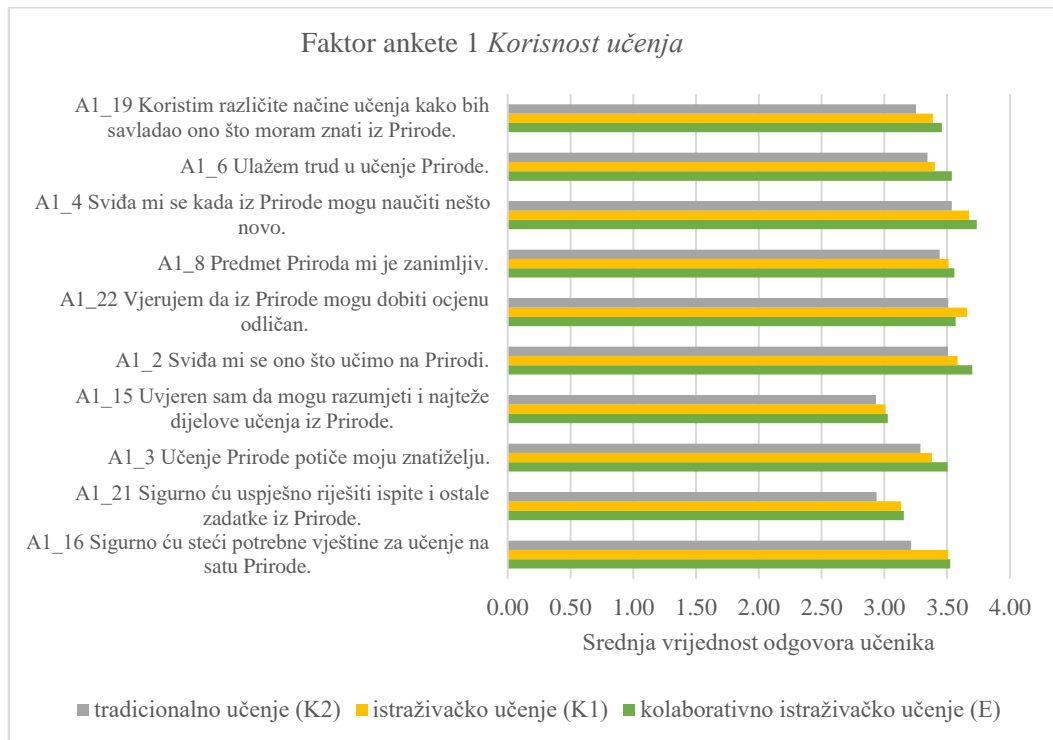 Faktor ankete 1 Korisnost učenja
A1_19 Koristim različite načine učenja kako bih
savladao ono što moram znati iz Prirode.
A1_6 Ulažem trud u učenje Prirode.
A1_4 Sviđa mi se kada iz Prirode mogu naučiti nešto
novo.
A1_8 Predmet Priroda mi je zanimljiv.
A1_22 Vjerujem da iz Prirode mogu dobiti ocjenu
odličan.
A1_2 Sviđa mi se ono što učimo na Prirodi.
A1_15 Uvjeren sam da mogu razumjeti i najteže
dijelove učenja iz Prirode.
A1_3 Učenje Prirode potiče moju znatiželju.
A1_21 Sigurno ću uspješno riješiti ispite i ostale
zadatke iz Prirode.
A1_16 Sigurno ću steći potrebne vještine za učenje na
satu Prirode.
0.00 0.50 1.00 1.50 2.00 2.50 3.00 3.50 4.00
Srednja vrijednost odgovora učenika
tradicionalno učenje (K2) istraživačko učenje (K1) kolaborativno istraživačko učenje (E)